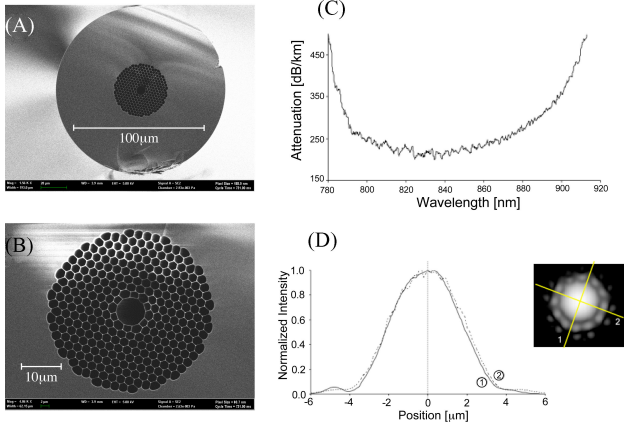 (A)
100µm
(B)
10µm
(C)
Attenuation [dB/km]
450
350
250
150
780 800 820 840 860 880 900 920
Wavelength [nm]
(D)
Normalized Intensity
1.0
0.8
0.6
0.4
0.2
0.0
-6 -4 -2 0 2 4 6
Position [µm]
1 2
1
2